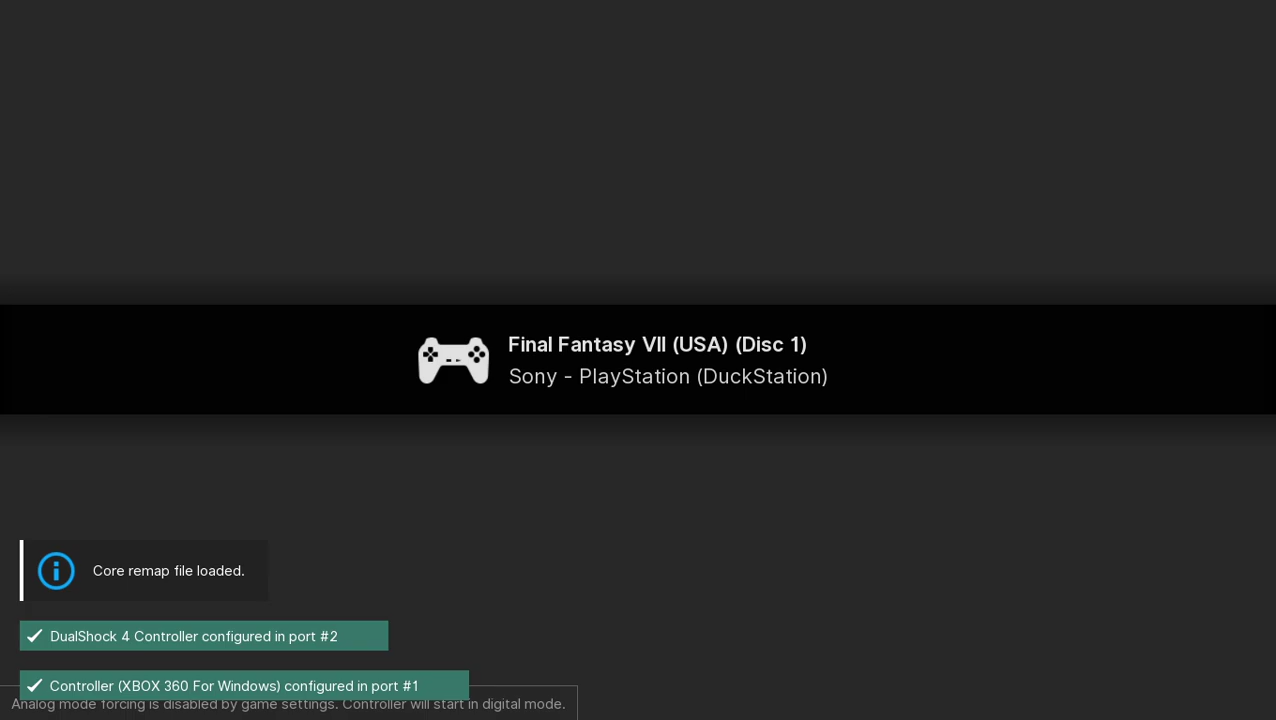 Final Fantasy VII (USA) (Disc 1)
Sony - PlayStation (DuckStation)
Core remap file loaded.
DualShock 4 Controller configured in port #2
Controller (XBOX 360 For Windows) configured in port #1
Analog mode forcing is disabled by game settings. Controller will start in digital mode.